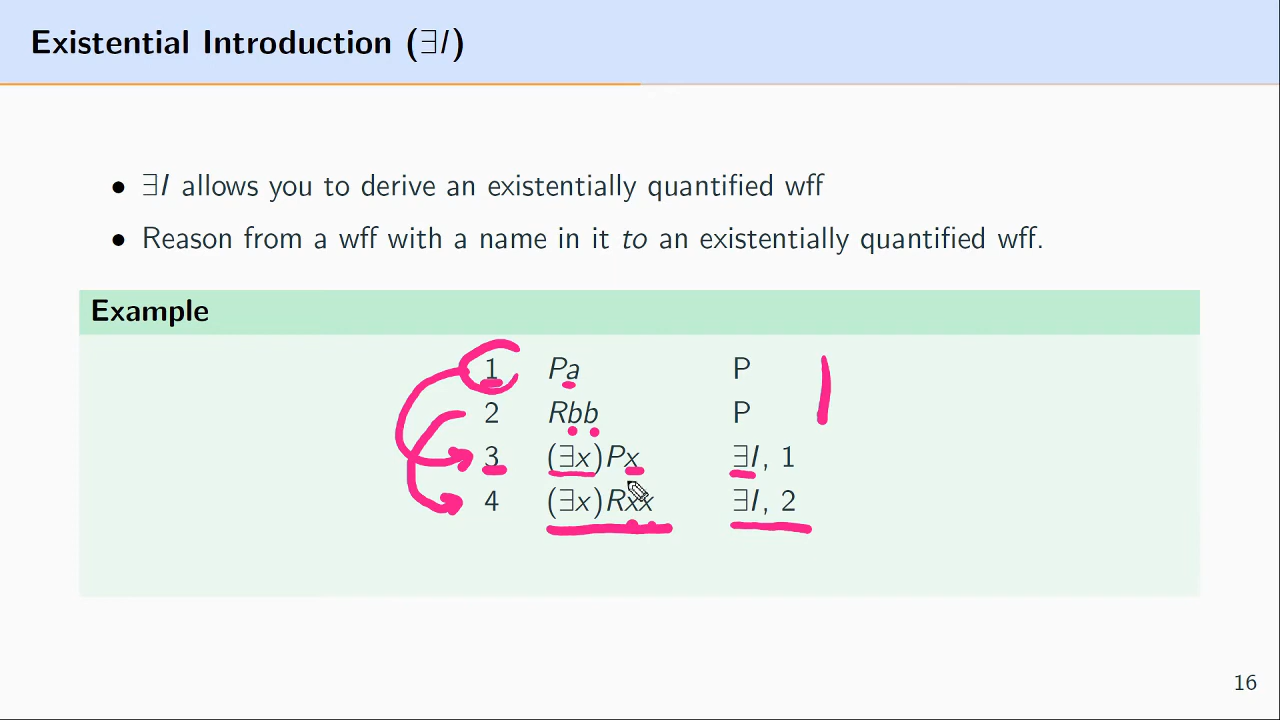 Existential Introduction (∃I)
• ∃I allows you to derive an existentially quantified wff
• Reason from a wff with a name in it to an existentially quantified wff.
Example
1 Pa P
2 Rbb P
3 (∃x)Px ∃I, 1
4 (∃x)Rxx ∃I, 2
16